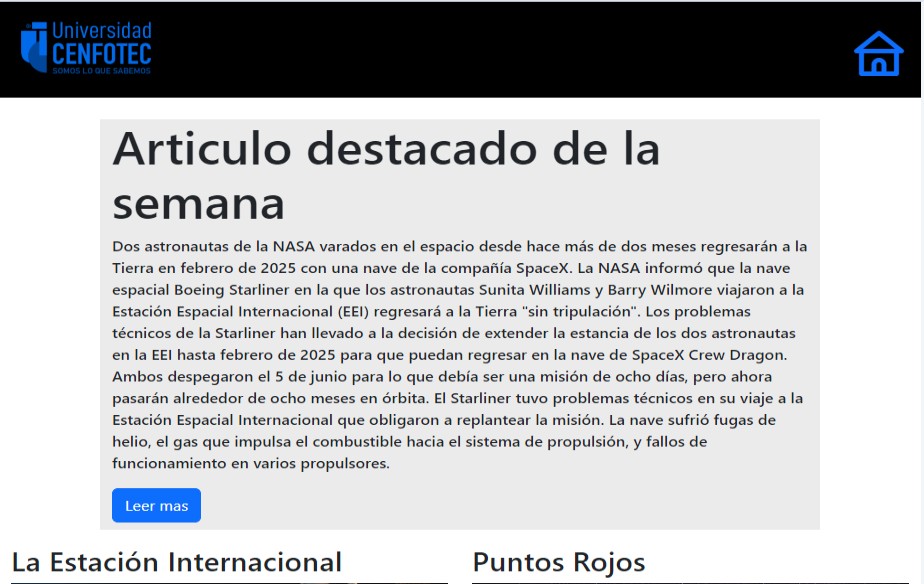 Universidad
CENFOTEC
SOMOS LO QUE SABEMOS
Articulo destacado de la
semana
Dos astronautas de la NASA varados en el espacio desde hace más de dos meses regresarán a la
Tierra en febrero de 2025 con una nave de la compañía SpaceX. La NASA informó que la nave
espacial Boeing Starliner en la que los astronautas Sunita Williams y Barry Wilmore viajaron a la
Estación Espacial Internacional (EEI) regresará a la Tierra "sin tripulación". Los problemas
técnicos de la Starliner han llevado a la decisión de extender la estancia de los dos astronautas
en la EEI hasta febrero de 2025 para que puedan regresar en la nave de SpaceX Crew Dragon.
Ambos despegaron el 5 de junio para lo que debía ser una misión de ocho días, pero ahora
pasarán alrededor de ocho meses en órbita. El Starliner tuvo problemas técnicos en su viaje a la
Estación Espacial Internacional que obligaron a replantear la misión. La nave sufrió fugas de
helio, el gas que impulsa el combustible hacia el sistema de propulsión, y fallos de
funcionamiento en varios propulsores.
Leer mas
La Estación Internacional
Puntos Rojos